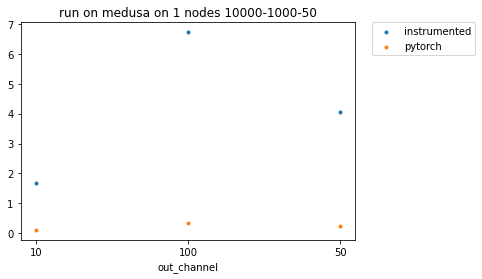 run on medusa on 1 nodes 10000-1000-50
instrumented
pytorch
7
6
5
4
3
2
1
0
10
100
50
out_channel